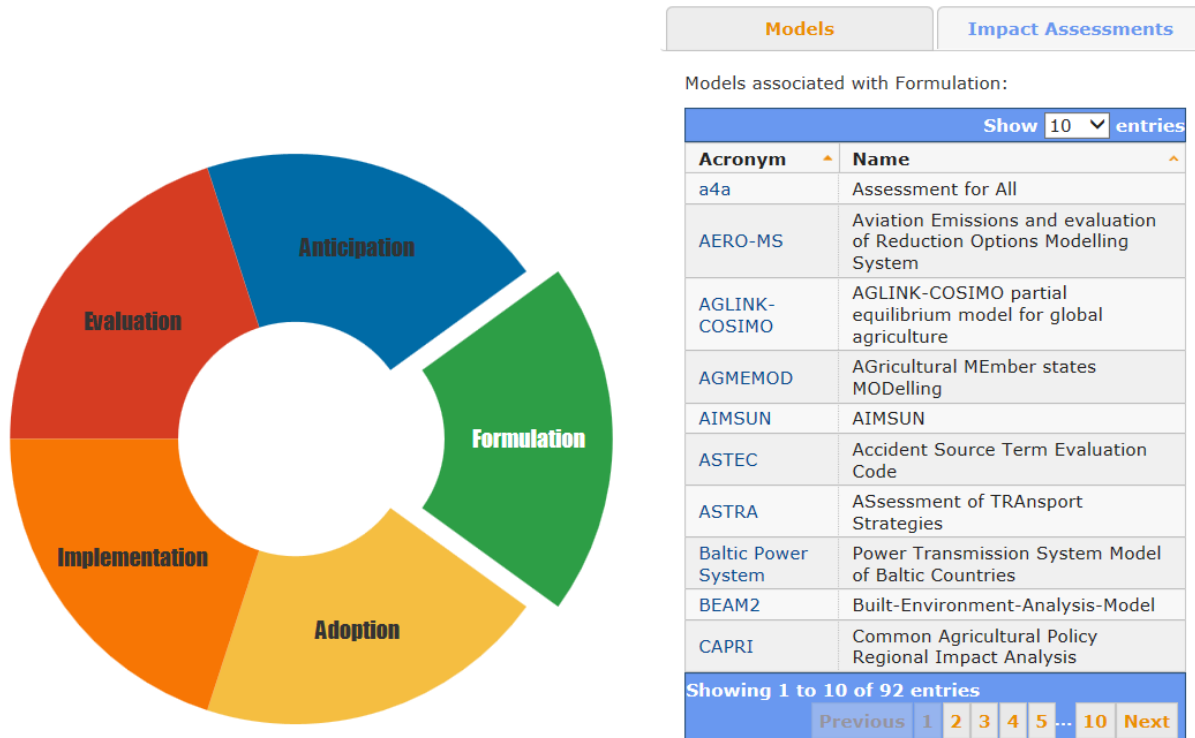 Models
Impact Assessments
Models associated with Formulation:
Show 10 entries
Acronym Name
a4a Assessment for All
AERO-MS Aviation Emissions and evaluation
of Reduction Options Modelling
System
AGLINK-
COSIMO
AGLINK-COSIMO partial
equilibrium model for global
agriculture
AGMEMOD AGricultural MEmber states
MODelling
AIMSUN AIMSUN
ASTEC Accident Source Term Evaluation
Code
ASTRA ASsessment of TRAnsport
Strategies
Baltic Power
System
Power Transmission System Model
of Baltic Countries
BEAM2 Built-Environment-Analysis-Model
CAPRI Common Agricultural Policy
Regional Impact Analysis
Showing 1 to 10 of 92 entries
Previous 1 2 3 4 5 ... 10 Next
Anticipation
Evaluation
Formulation
Implementation
Adoption